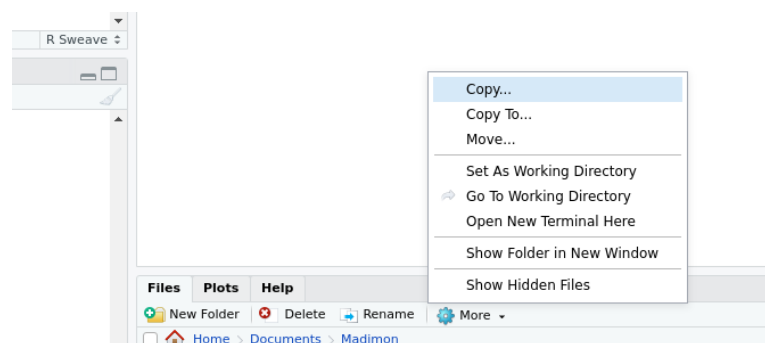 R Sweave
Copy...
Copy To...
Move...
Set As Working Directory
Go To Working Directory
Open New Terminal Here
Show Folder in New Window
Show Hidden Files
Files Plots Help
New Folder Delete Rename More
Home > Documents > Madimon